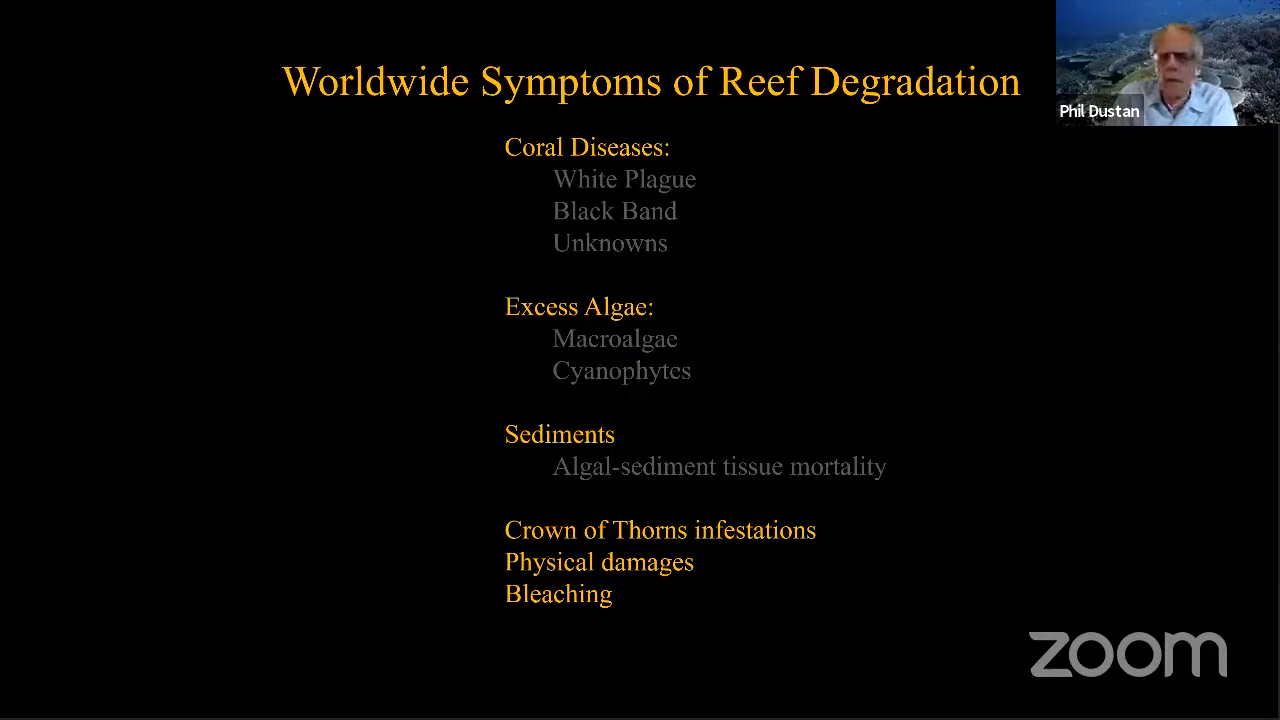 Worldwide Symptoms of Reef Degradation
Phil Dustan
Coral Diseases:
White Plague
Black Band
Unknowns
Excess Algae:
Macroalgae
Cyanophytes
Sediments
Algal-sediment tissue mortality
Crown of Thorns infestations
Physical damages
Bleaching
zoom